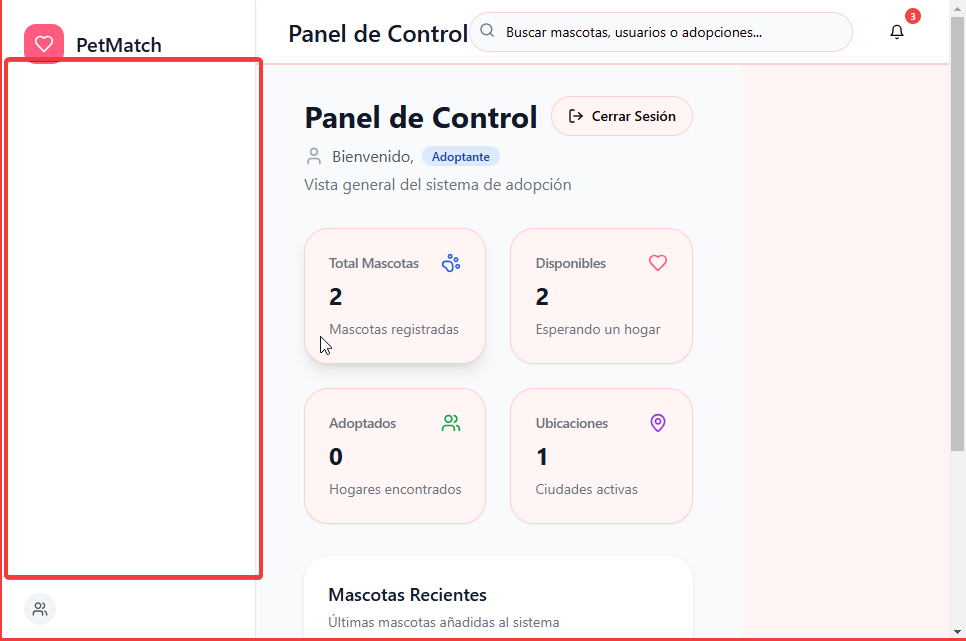 PetMatch
Panel de Control
Buscar mascotas, usuarios o adopciones...
3
Panel de Control
Cerrar Sesión
Bienvenido,
Adoptante
Vista general del sistema de adopción
Total Mascotas
2
Mascotas registradas
Disponibles
2
Esperando un hogar
Adoptados
0
Hogares encontrados
Ubicaciones
1
Ciudades activas
Mascotas Recientes
Últimas mascotas añadidas al sistema